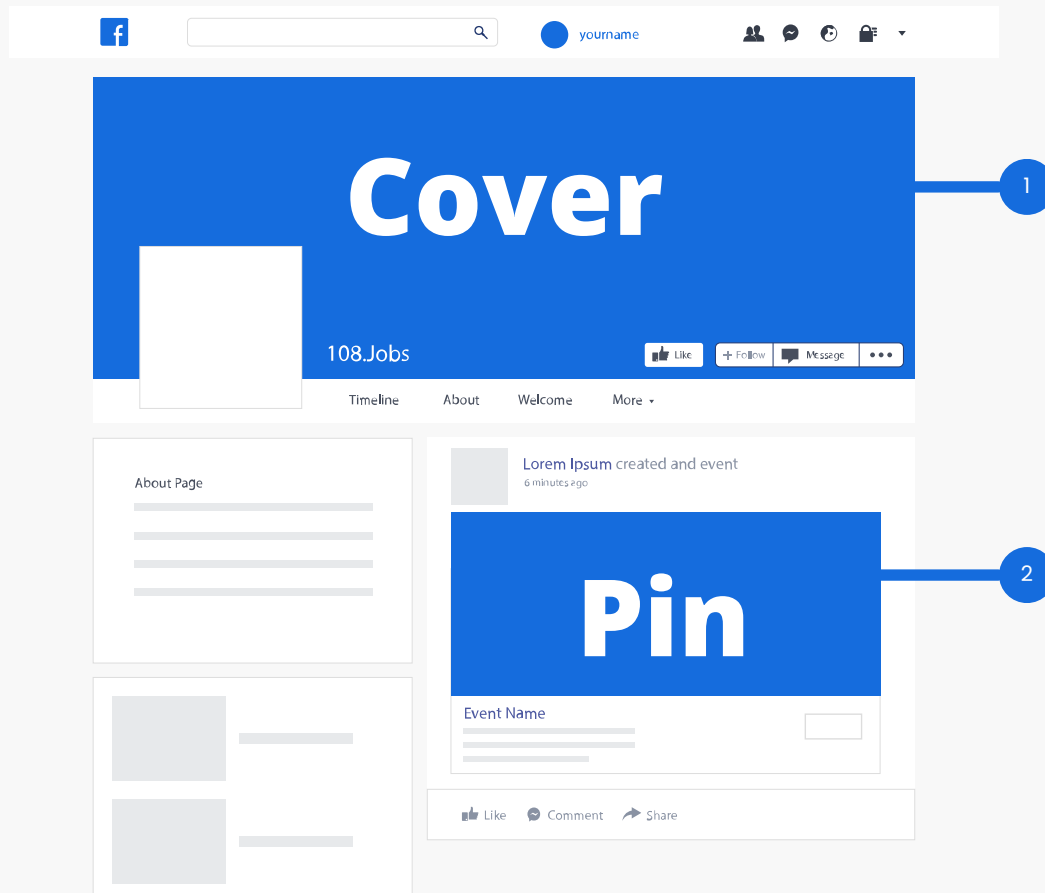 f
yourname
Cover
1
108.Jobs
Like
+ Follow
Message
Timeline
About
Welcome
More
About Page
Lorem Ipsum created and event
6 minutes ago
Pin
2
Event Name
Like
Comment
Share